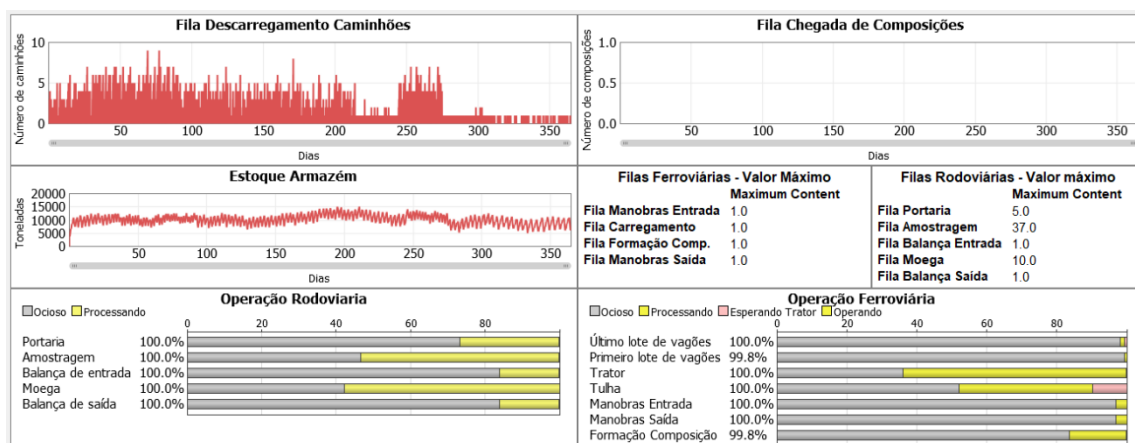 Fila Descarregamento Caminhões
Número de caminhões
10
5
0
50 100 150 200 250 300 350
Dias
Fila Chegada de Composições
Número de composições
1.0
0.5
0.0
50 100 150 200 250 300 350
Dias
Estoque Armazém
Toneladas
20000
15000
10000
5000
0
0 50 100 150 200 250 300 350
Dias
Filas Ferroviárias - Valor Máximo
Maximum Content
Fila Manobras Entrada 1.0
Fila Carregamento 1.0
Fila Formação Comp. 1.0
Fila Manobras Saída 1.0
Filas Rodoviárias - Valor máximo
Maximum Content
Fila Portaria 5.0
Fila Amostragem 37.0
Fila Balança Entrada 1.0
Fila Moega 10.0
Fila Balança Saída 1.0
Operação Rodoviaria
Ocioso Processando
0 20 40 60 80
Portaria 100.0%
Amostragem 100.0%
Balança de entrada 100.0%
Moega 100.0%
Balança de saída 100.0%
Operação Ferroviária
Ocioso Processando Esperando Trator Operando
0 20 40 60 80
Último lote de vagões 100.0%
Primeiro lote de vagões 99.8%
Trator 100.0%
Tulha 100.0%
Manobras Entrada 100.0%
Manobras Saída 100.0%
Formação Composição 99.8%